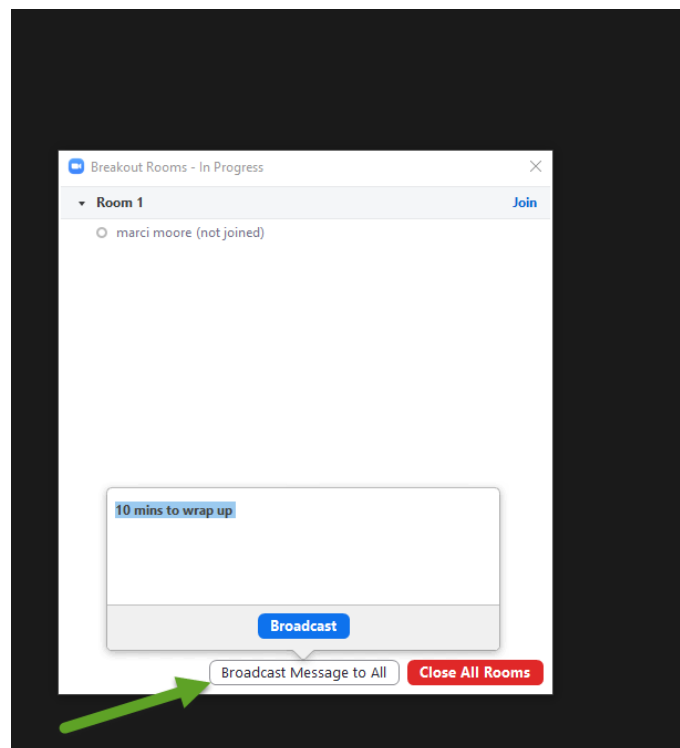 Breakout Rooms - In Progress
Room 1 Join
marci moore (not joined)
10 mins to wrap up
Broadcast
Broadcast Message to All Close All Rooms